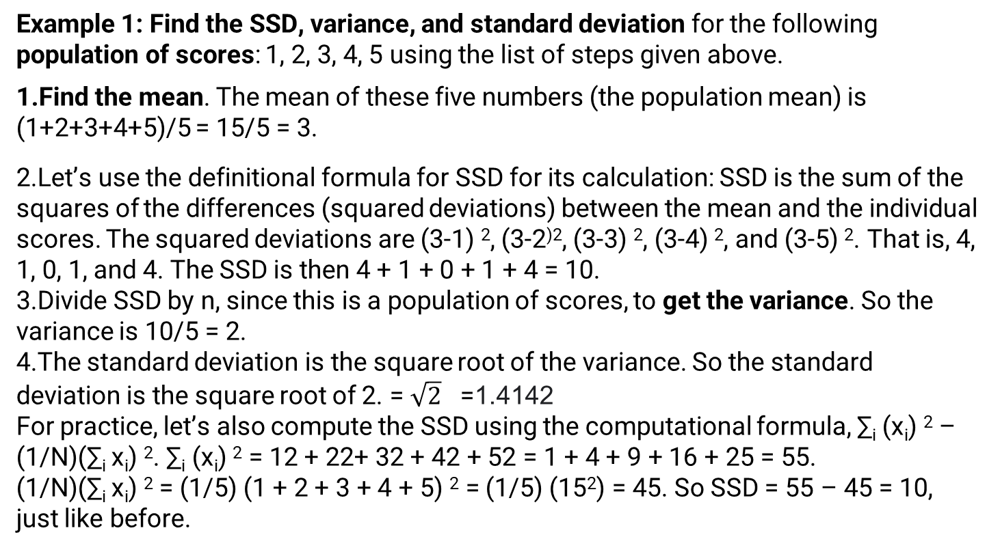 Example 1: Find the SSD, variance, and standard deviation for the following
population of scores: 1, 2, 3, 4, 5 using the list of steps given above.
1.Find the mean. The mean of these five numbers (the population mean) is
(1+2+3+4+5)/5 = 15/5 = 3.
2.Let’s use the definitional formula for SSD for its calculation: SSD is the sum of the
squares of the differences (squared deviations) between the mean and the individual
scores. The squared deviations are (3-1) ², (3-2)², (3-3) ², (3-4) ², and (3-5) ². That is, 4,
1, 0, 1, and 4. The SSD is then 4 + 1 + 0 + 1 + 4 = 10.
3.Divide SSD by n, since this is a population of scores, to get the variance. So the
variance is 10/5 = 2.
4.The standard deviation is the square root of the variance. So the standard
deviation is the square root of 2. = √2 =1.4142
For practice, let’s also compute the SSD using the computational formula, ∑ᵢ (xᵢ) ² –
(1/N)(∑ᵢ xᵢ) ². ∑ᵢ (xᵢ) ² = 12 + 22+ 32 + 42 + 52 = 1 + 4 + 9 + 16 + 25 = 55.
(1/N)(∑ᵢ xᵢ) ² = (1/5) (1 + 2 + 3 + 4 + 5) ² = (1/5) (15²) = 45. So SSD = 55 – 45 = 10,
just like before.